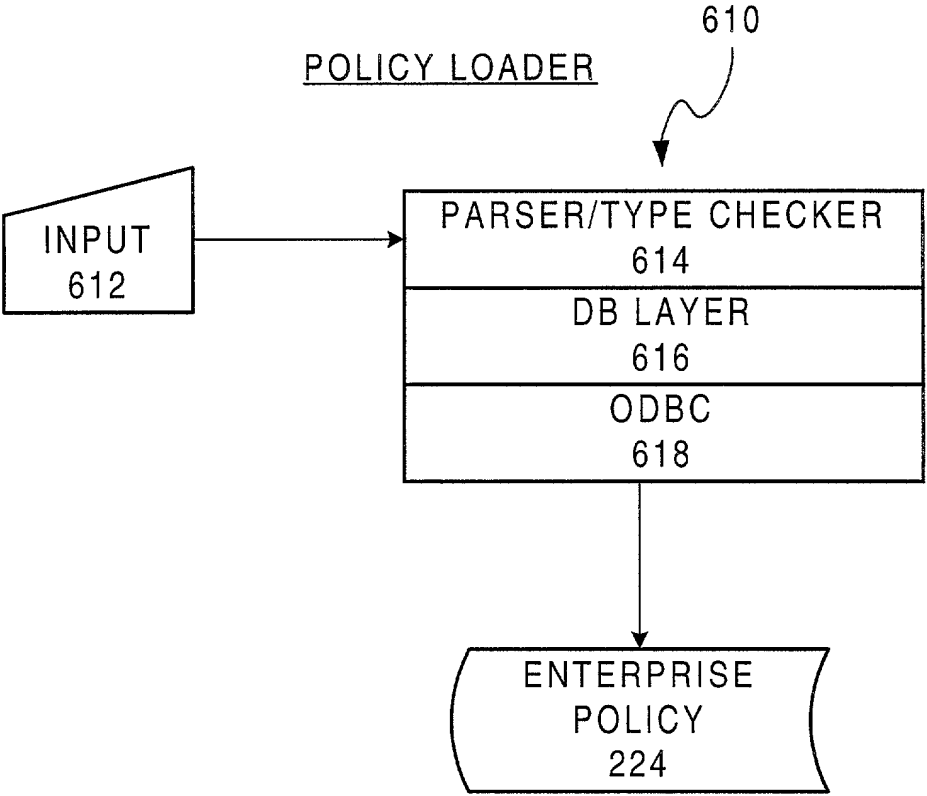 610
POLICY LOADER
INPUT
612
PARSER/TYPE CHECKER
614
DB LAYER
616
ODBC
618
ENTERPRISE
POLICY
224